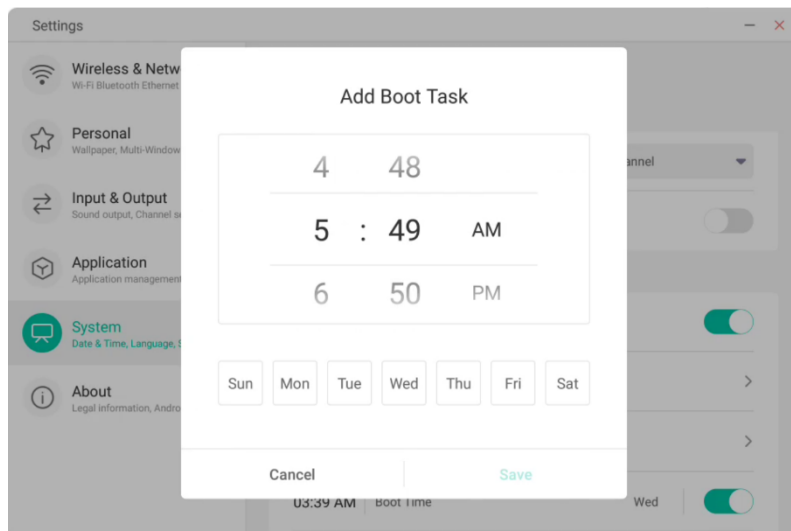 Settings
Wireless & Netw
Wi-Fi Bluetooth Ethernet
Personal
Wallpaper, Multi-Window
Input & Output
Sound output, Channel s
Application
Application management
System
Date & Time, Language, S
About
Legal information, Andro
annel
Add Boot Task
4 48
5 : 49 AM
6 50 PM
Sun Mon Tue Wed Thu Fri Sat
Cancel Save
03:39 AM Boot Time Wed